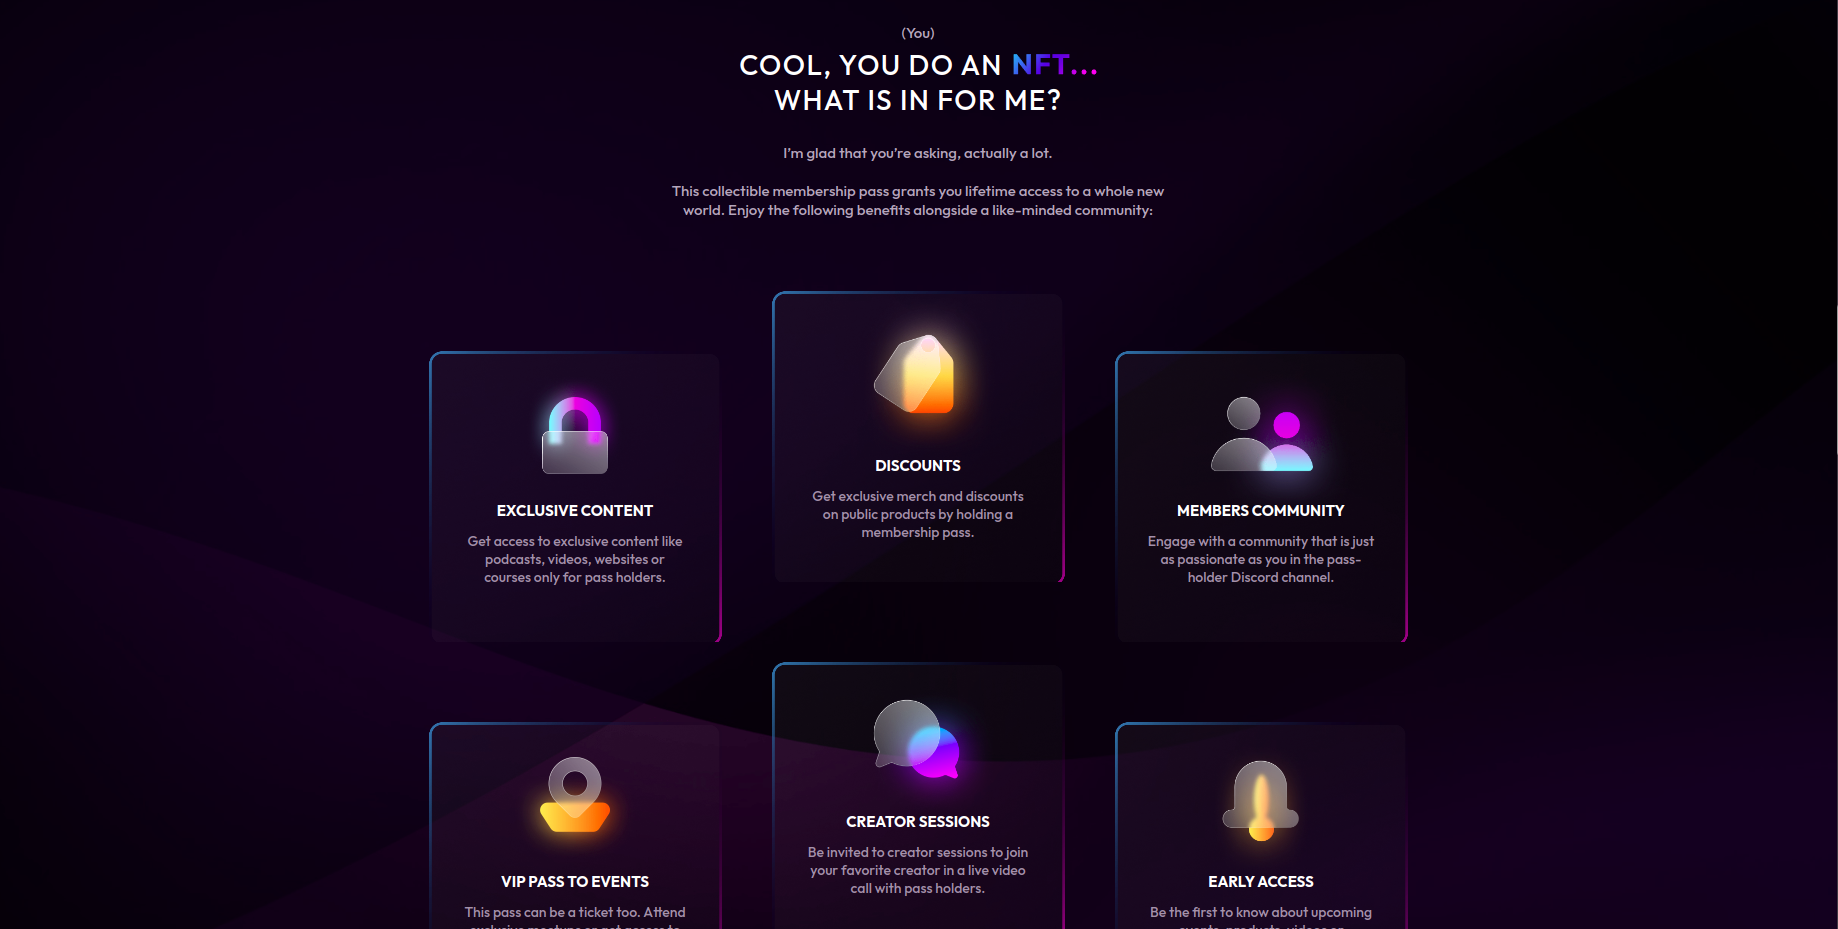 (You)
COOL, YOU DO AN NFT...
WHAT IS IN FOR ME?
I'm glad that you're asking, actually a lot.
This collectible membership pass grants you lifetime access to a whole new
world. Enjoy the following benefits alongside a like-minded community:
EXCLUSIVE CONTENT
Get access to exclusive content like
podcasts, videos, websites or
courses only for pass holders.
DISCOUNTS
Get exclusive merch and discounts
on public products by holding a
membership pass.
MEMBERS COMMUNITY
Engage with a community that is just
as passionate as you in the pass-
holder Discord channel.
VIP PASS TO EVENTS
This pass can be a ticket too. Attend
CREATOR SESSIONS
Be invited to creator sessions to join
your favorite creator in a live video
call with pass holders.
EARLY ACCESS
Be the first to know about upcoming